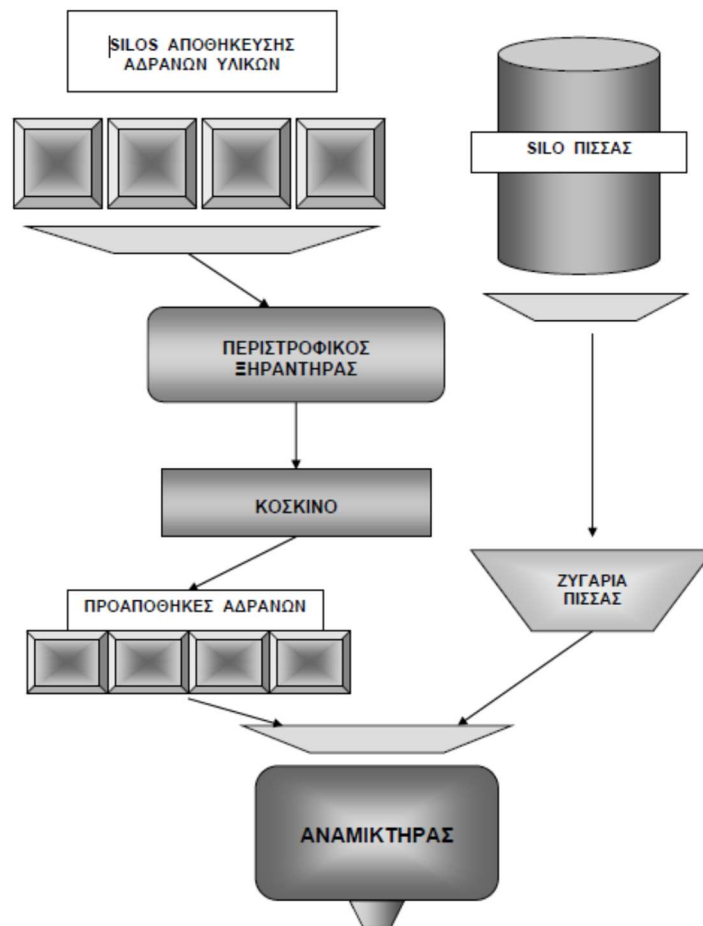 SILOS ΑΠΟΘΗΚΕΥΣΗΣ
ΑΔΡΑΝΩΝ ΥΛΙΚΩΝ
SILO ΠΙΣΣΑΣ
ΠΕΡΙΣΤΡΟΦΙΚΟΣ
ΞΗΡΑΝΤΗΡΑΣ
ΚΟΣΚΙΝΟ
ΠΡΟΑΠΟΘΗΚΕΣ ΑΔΡΑΝΩΝ
ΖΥΓΑΡΙΑ
ΠΙΣΣΑΣ
ΑΝΑΜΙΚΤΗΡΑΣ